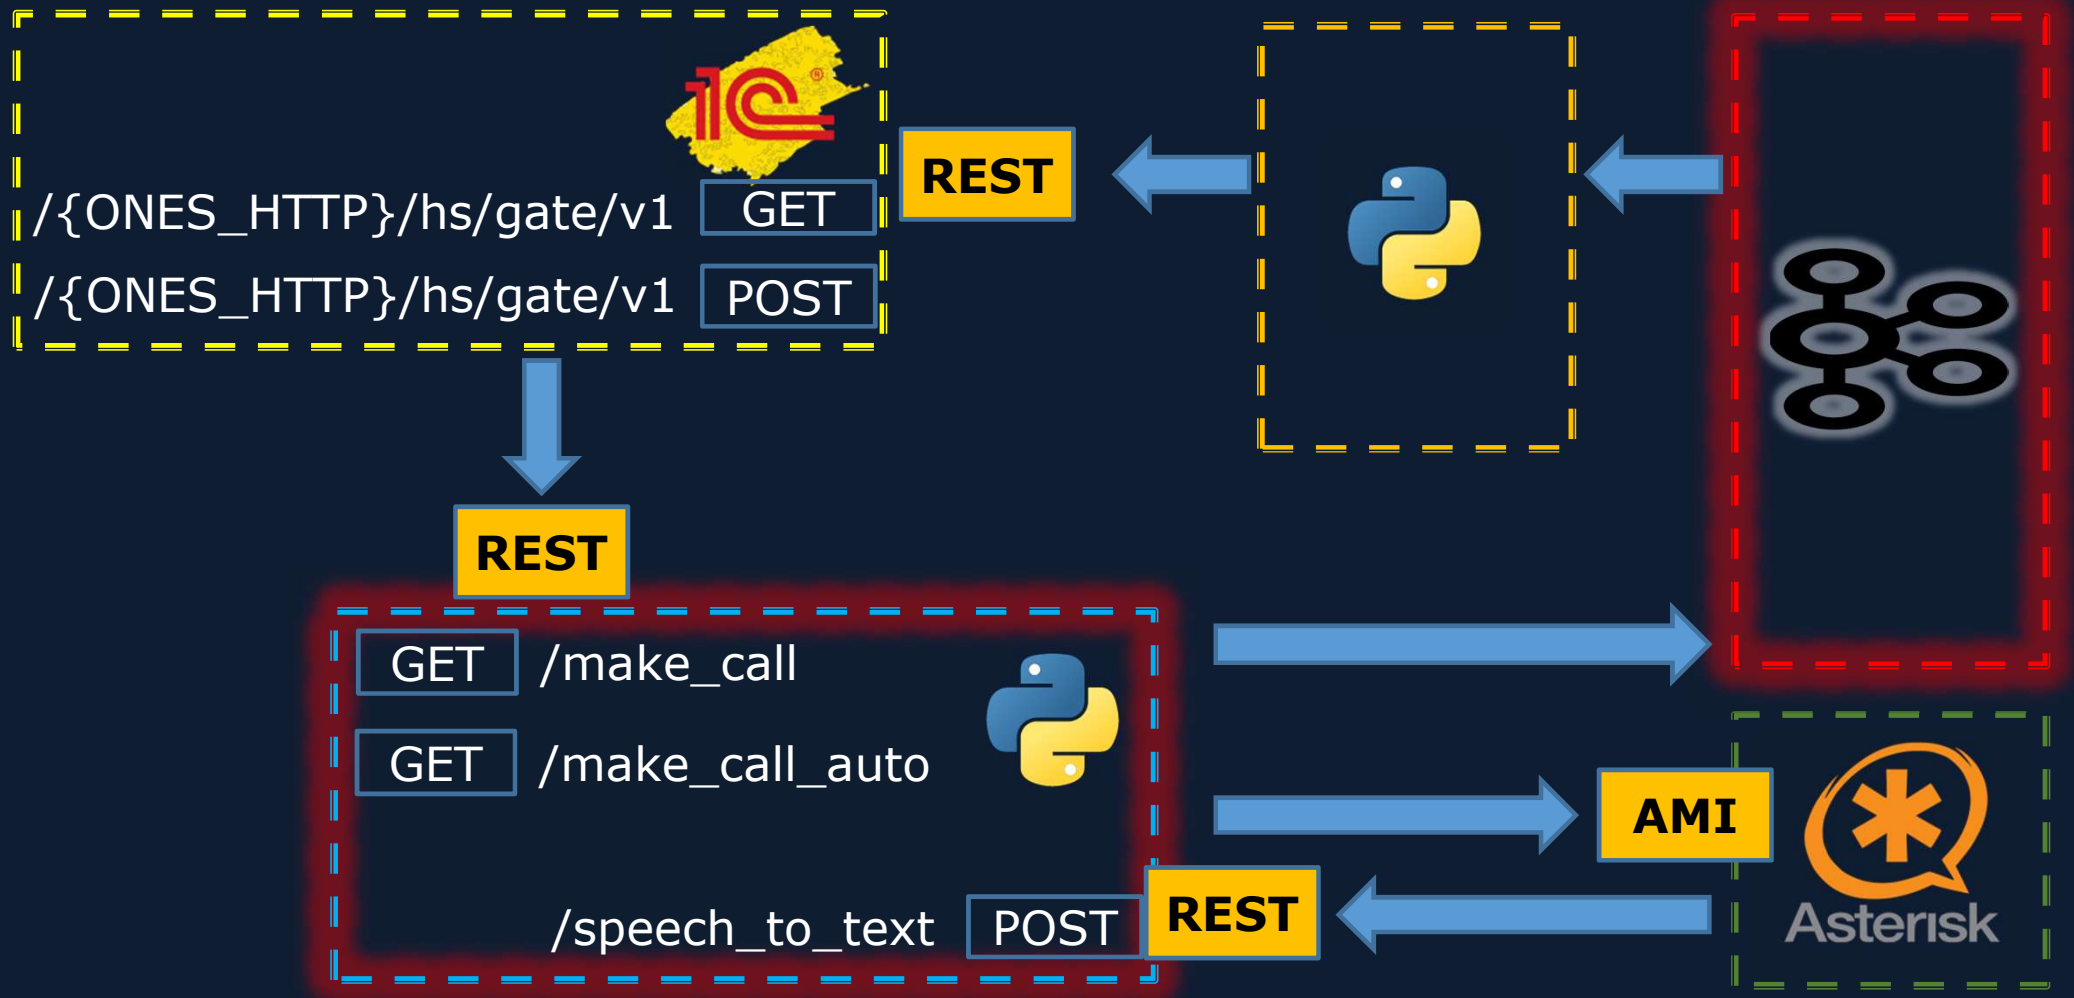 1С®
REST
/{ONES_HTTP}/hs/gate/v1 GET
/{ONES_HTTP}/hs/gate/v1 POST
REST
GET /make_call
GET /make_call_auto
AMI
/speech_to_text POST REST
Asterisk